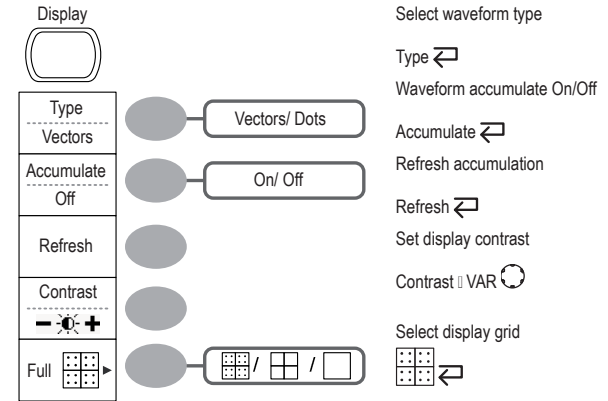 Display
Type
Vectors
Vectors/ Dots
Accumulate
Off
On/ Off
Refresh
Contrast
Full
/ /
Select waveform type
Type
Waveform accumulate On/Off
Accumulate
Refresh accumulation
Refresh
Set display contrast
Contrast ▯ VAR
Select display grid